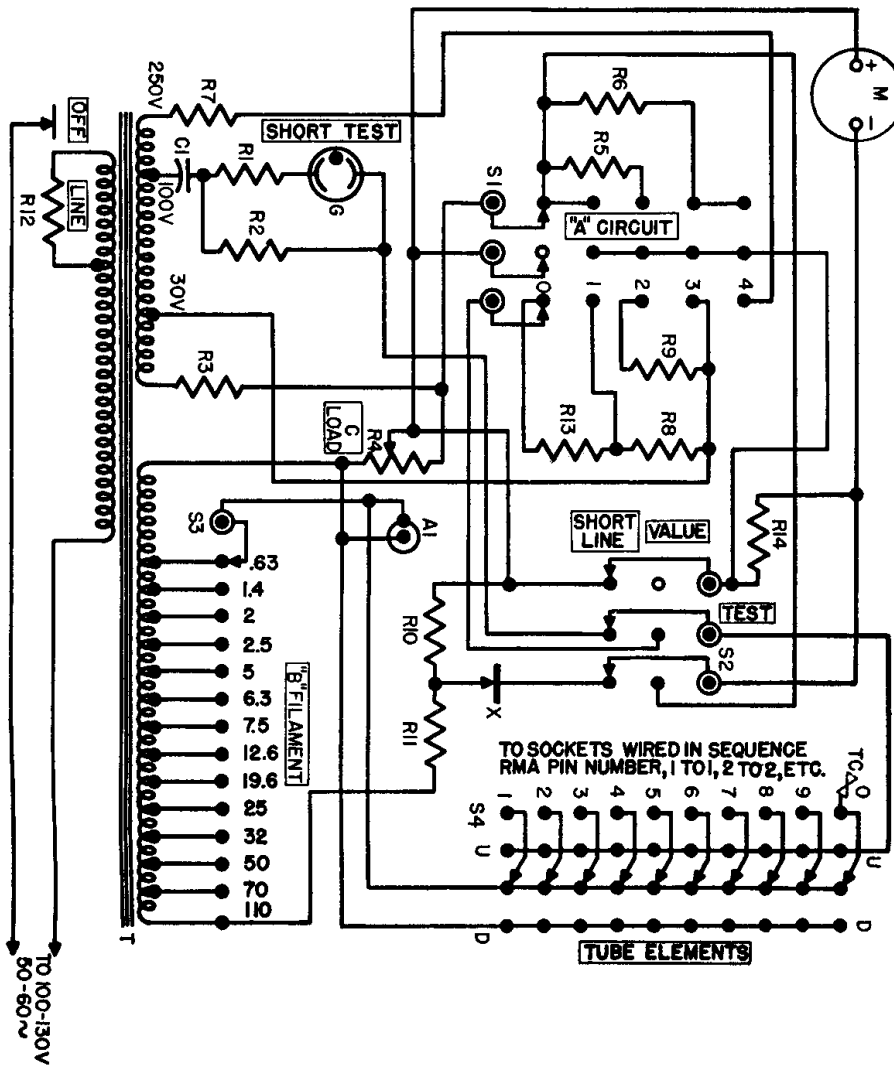 250V
R7
C1
100V
R1
SHORT TEST
G
R2
30V
R3
OFF
LINE
R12
M
+
−
R6
R5
S1
"A" CIRCUIT
0
1
2
3
4
R9
R13
R8
C
LOAD
R4
S3
A1
.63
1.4
2
2.5
5
6.3
7.5
12.6
19.6
25
32
50
70
110
"B" FILAMENT
SHORT
LINE
VALUE
R14
TEST
S2
R10
X
R11
TO SOCKETS WIRED IN SEQUENCE
RMA PIN NUMBER, 1 TO 1, 2 TO 2, ETC.
TC
1
2
3
4
5
6
7
8
9
0
S4
U
U
D
D
TUBE ELEMENTS
T
TO 100-130V
50-60~